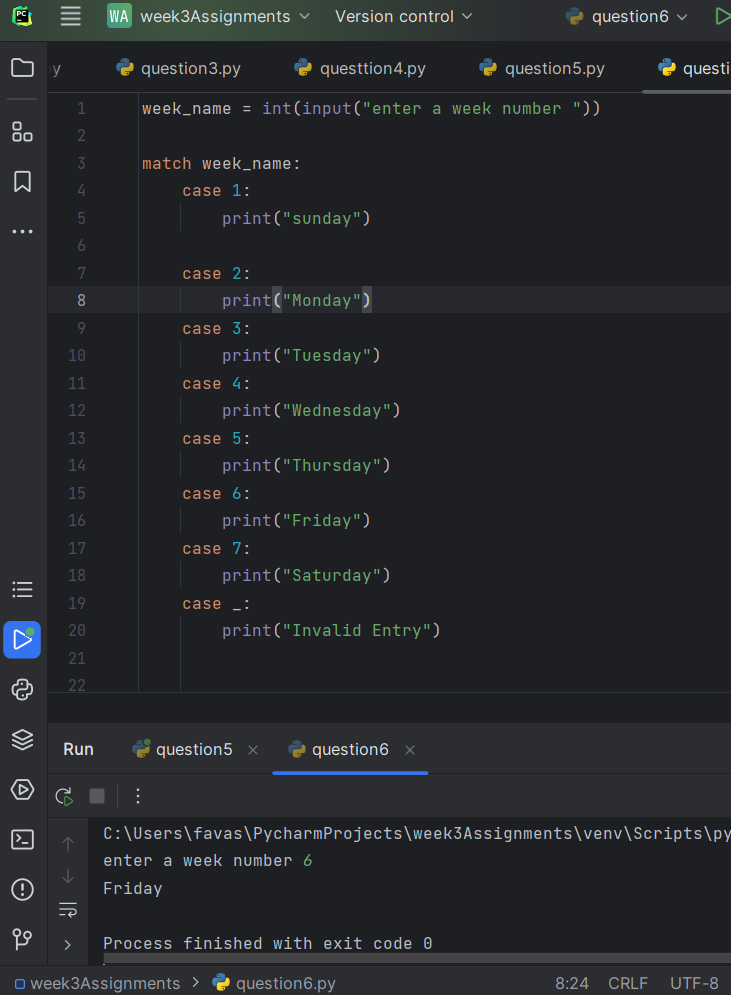 PC WA week3Assignments Version control question6
y question3.py questtion4.py question5.py questi
1 week_name = int(input("enter a week number "))
2
3 match week_name:
4 case 1:
5 print("sunday")
6
7 case 2:
8 print("Monday")
9 case 3:
10 print("Tuesday")
11 case 4:
12 print("Wednesday")
13 case 5:
14 print("Thursday")
15 case 6:
16 print("Friday")
17 case 7:
18 print("Saturday")
19 case _:
20 print("Invalid Entry")
21
22
Run question5 question6
C:\Users\favas\PycharmProjects\week3Assignments\venv\Scripts\py
enter a week number 6
Friday
Process finished with exit code 0
week3Assignments > question6.py 8:24 CRLF UTF-8